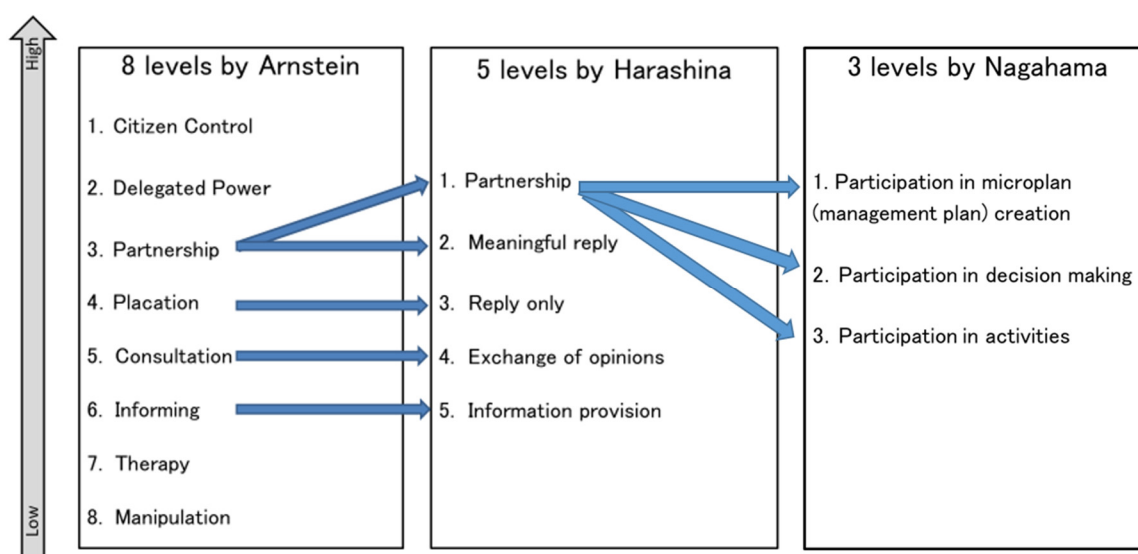 High
Low
8 levels by Arnstein
1. Citizen Control
2. Delegated Power
3. Partnership
4. Placation
5. Consultation
6. Informing
7. Therapy
8. Manipulation
5 levels by Harashina
1. Partnership
2. Meaningful reply
3. Reply only
4. Exchange of opinions
5. Information provision
3 levels by Nagahama
1. Participation in microplan
(management plan) creation
2. Participation in decision making
3. Participation in activities